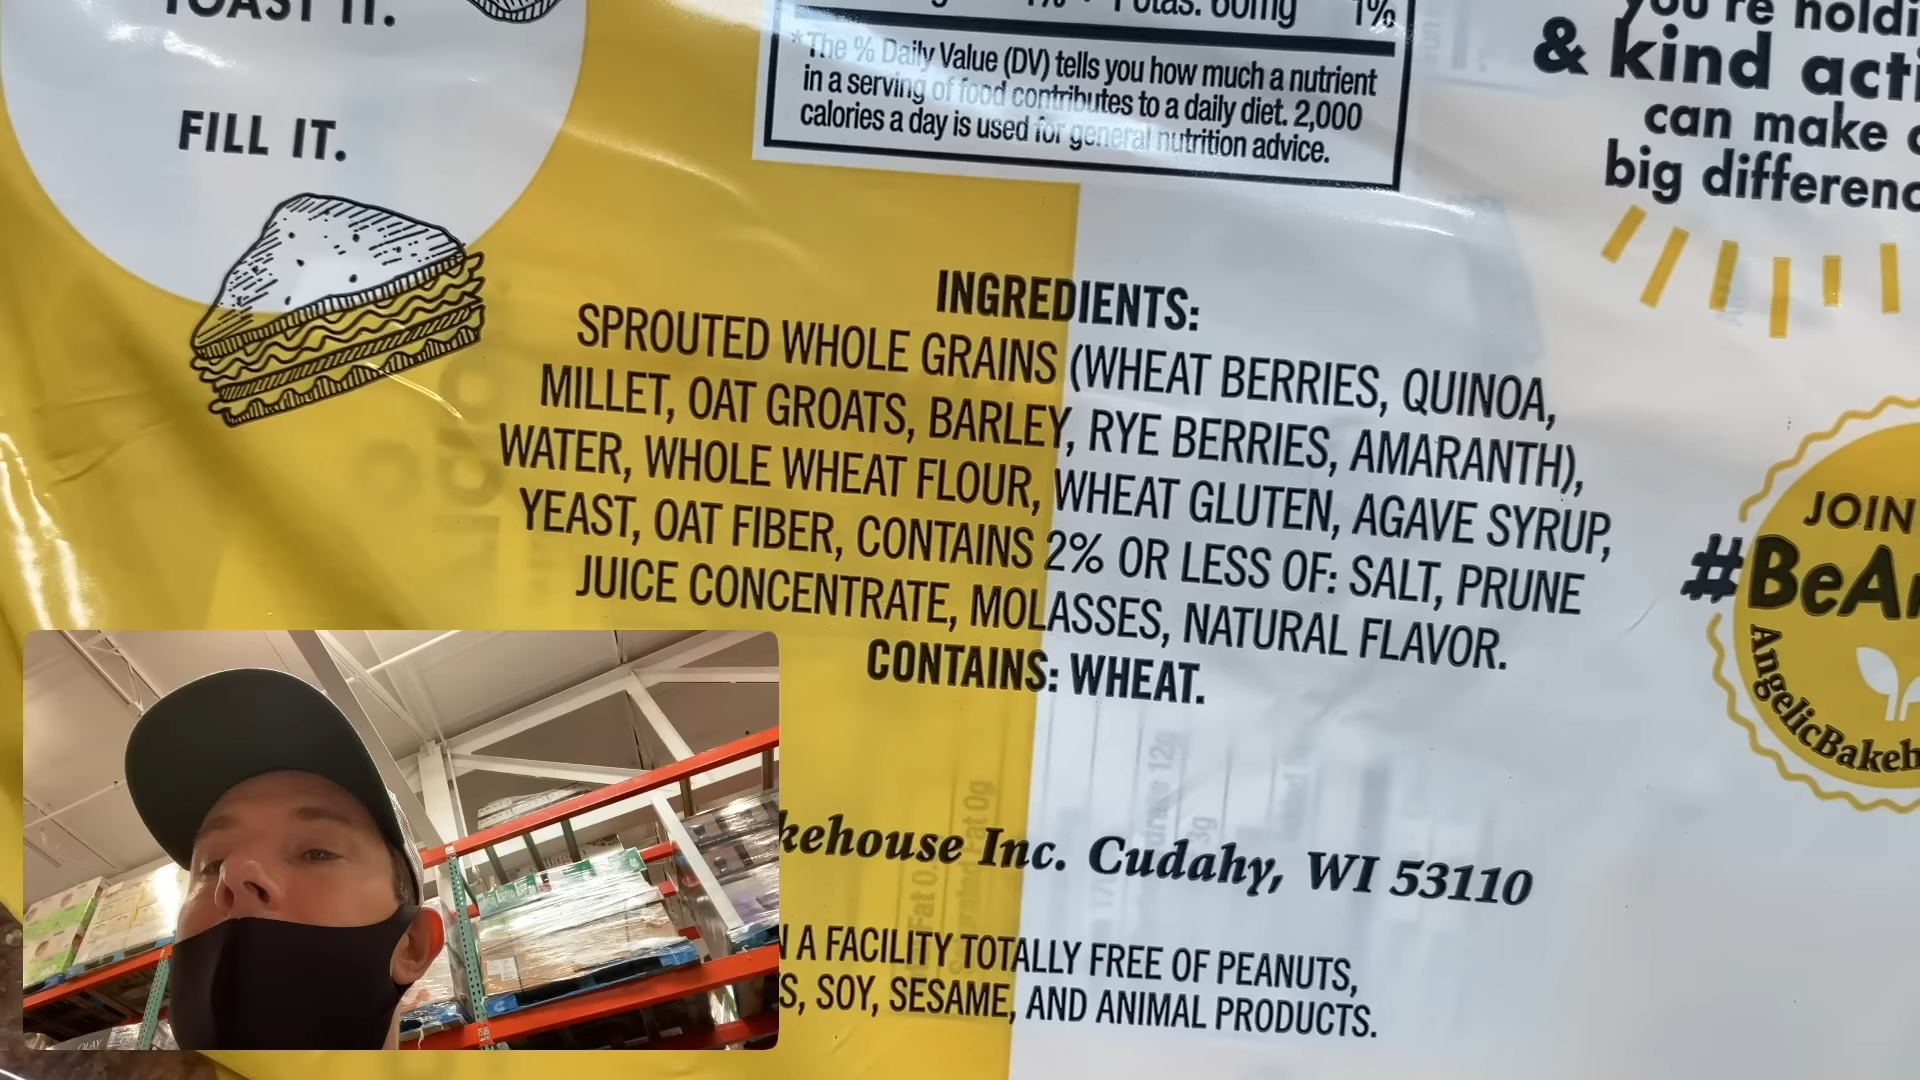 TOAST IT.
FILL IT.
1% • Potas. 60mg 1%
*The % Daily Value (DV) tells you how much a nutrient
in a serving of food contributes to a daily diet. 2,000
calories a day is used for general nutrition advice.
you're holdi
& kind acti
can make a
big differenc
INGREDIENTS:
SPROUTED WHOLE GRAINS (WHEAT BERRIES, QUINOA,
MILLET, OAT GROATS, BARLEY, RYE BERRIES, AMARANTH),
WATER, WHOLE WHEAT FLOUR, WHEAT GLUTEN, AGAVE SYRUP,
YEAST, OAT FIBER, CONTAINS 2% OR LESS OF: SALT, PRUNE
JUICE CONCENTRATE, MOLASSES, NATURAL FLAVOR.
CONTAINS: WHEAT.
JOIN
#BeA
AngelicBakeh
kehouse Inc. Cudahy, WI 53110
A FACILITY TOTALLY FREE OF PEANUTS,
S, SOY, SESAME, AND ANIMAL PRODUCTS.
OLAY